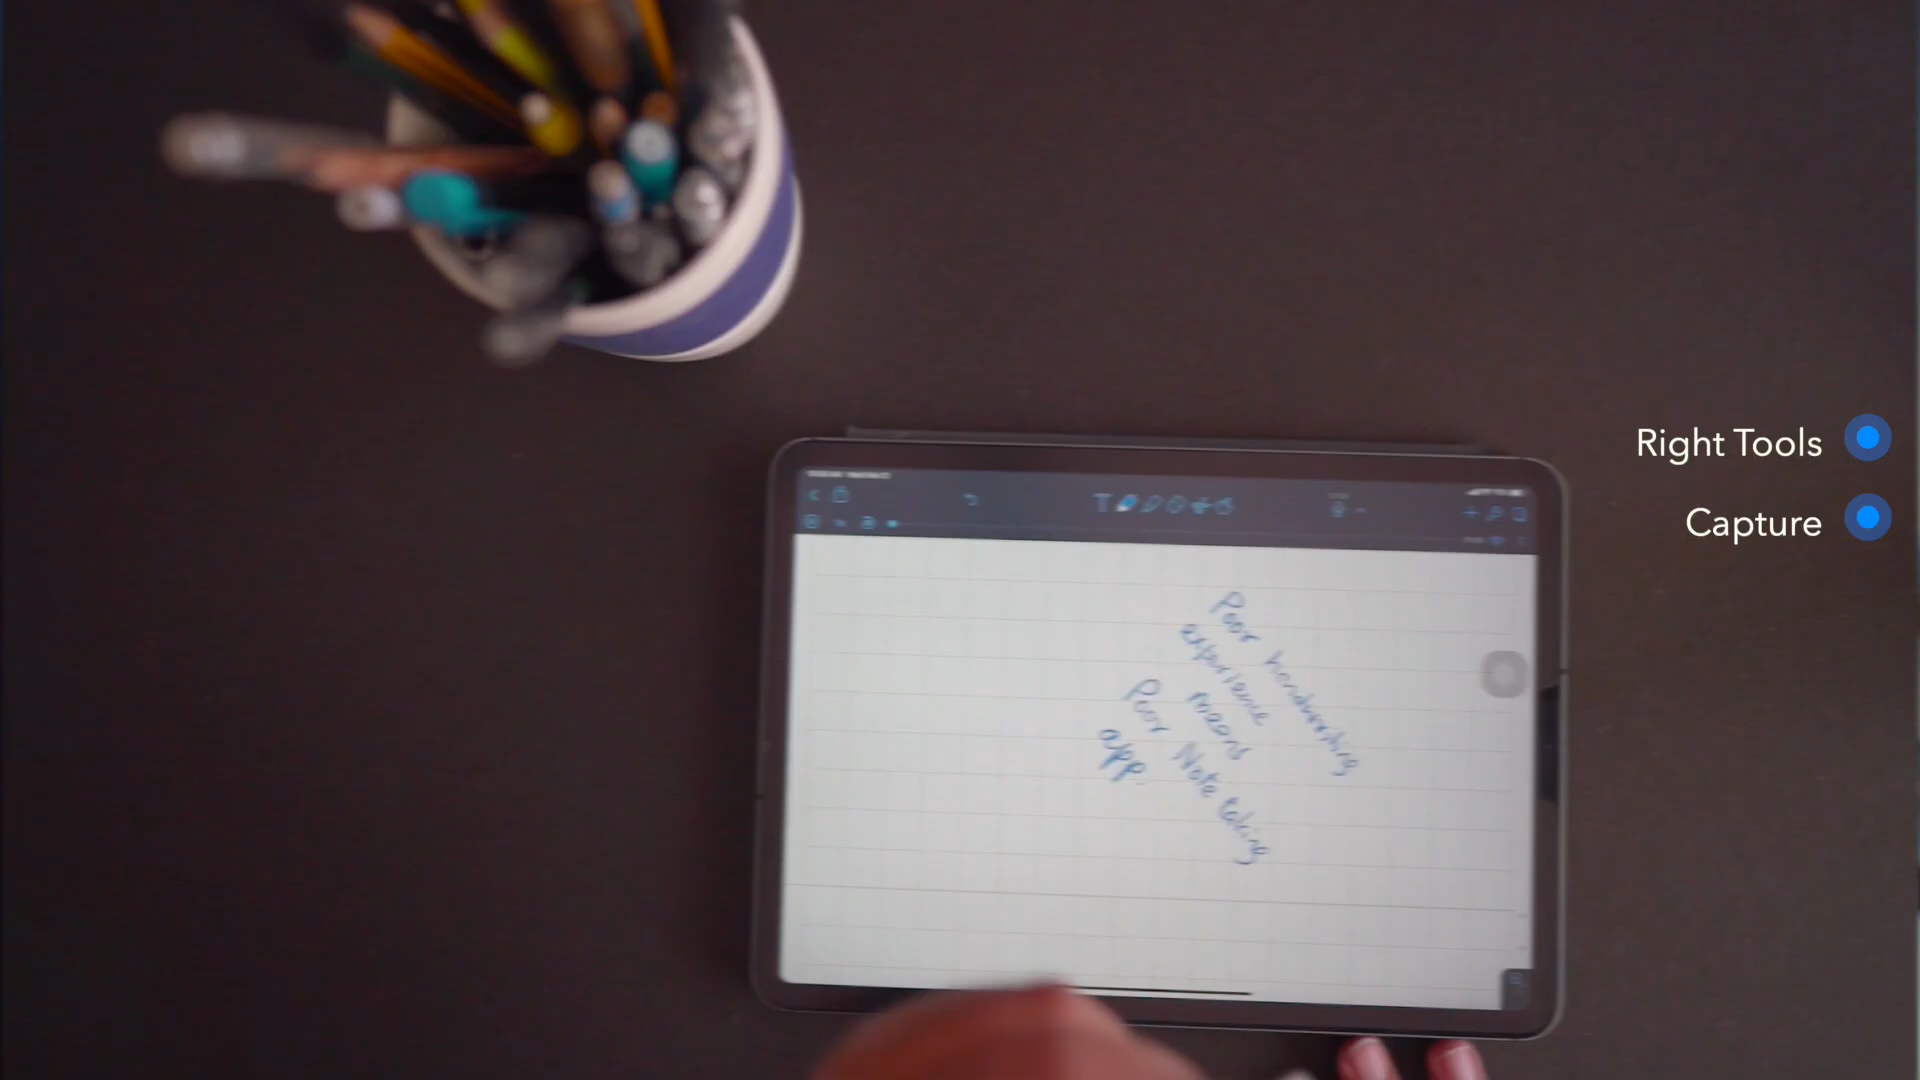 Right Tools
Capture
Poor handwriting
experience
means
Poor Note taking
app.